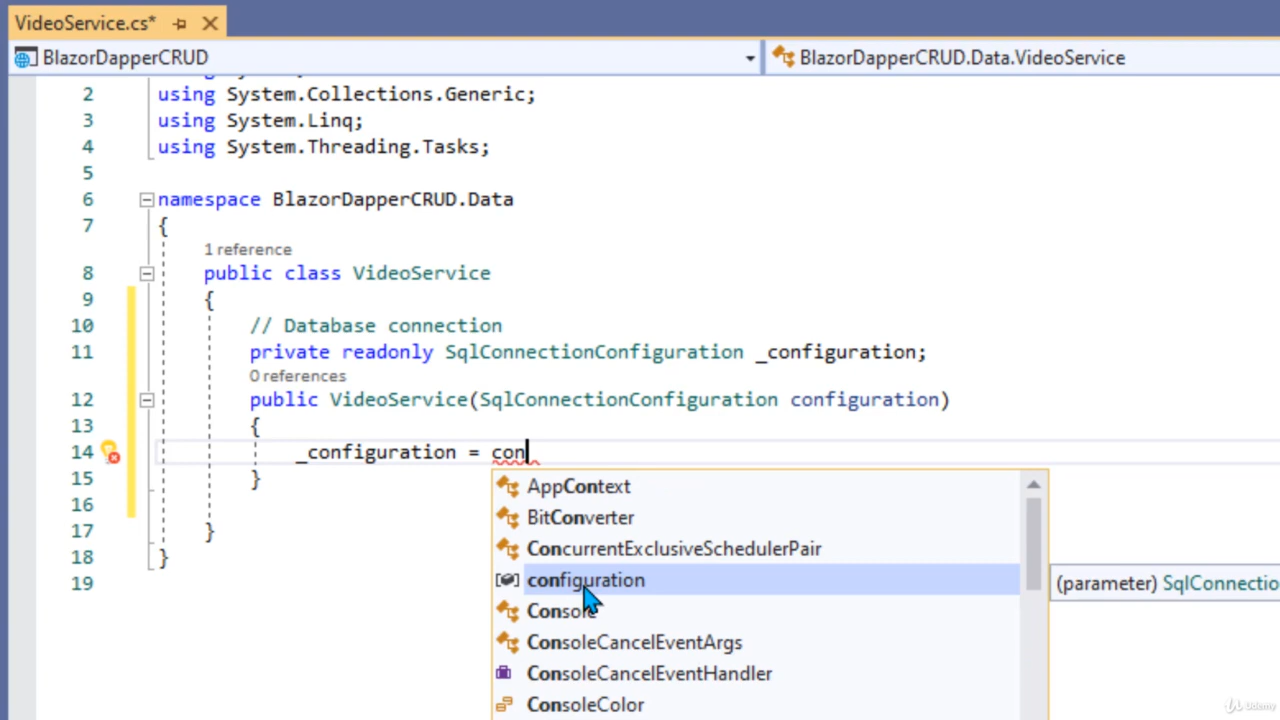 VideoService.cs*
BlazorDapperCRUD
BlazorDapperCRUD.Data.VideoService
2 using System.Collections.Generic;
3 using System.Linq;
4 using System.Threading.Tasks;
5
6 namespace BlazorDapperCRUD.Data
7 {
1 reference
8 public class VideoService
9 {
10 // Database connection
11 private readonly SqlConnectionConfiguration _configuration;
0 references
12 public VideoService(SqlConnectionConfiguration configuration)
13 {
14 _configuration = con
15 }
16
17 }
18 }
19
AppContext
BitConverter
ConcurrentExclusiveSchedulerPair
configuration
(parameter) SqlConnectio
Console
ConsoleCancelEventArgs
ConsoleCancelEventHandler
ConsoleColor
Udemy